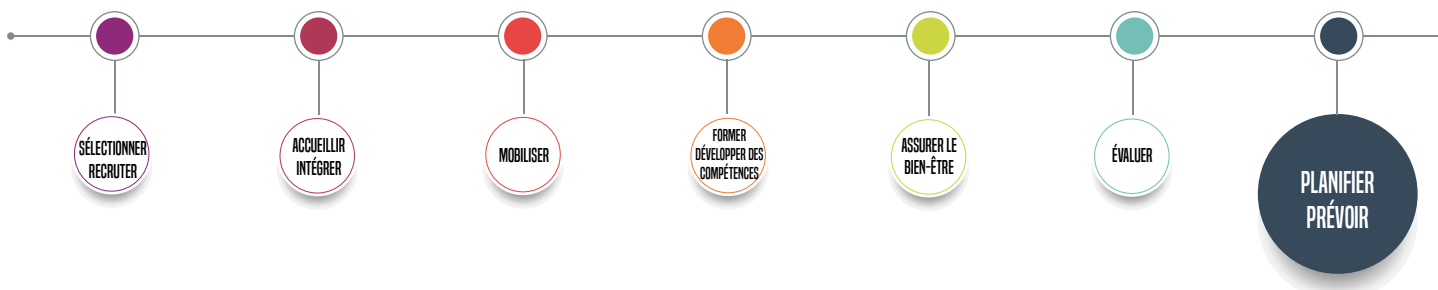 SÉLECTIONNER
RECRUTER
ACCUEILLIR
INTÉGRER
MOBILISER
FORMER
DÉVELOPPER DES
COMPÉTENCES
ASSURER LE
BIEN-ÊTRE
ÉVALUER
PLANIFIER
PRÉVOIR